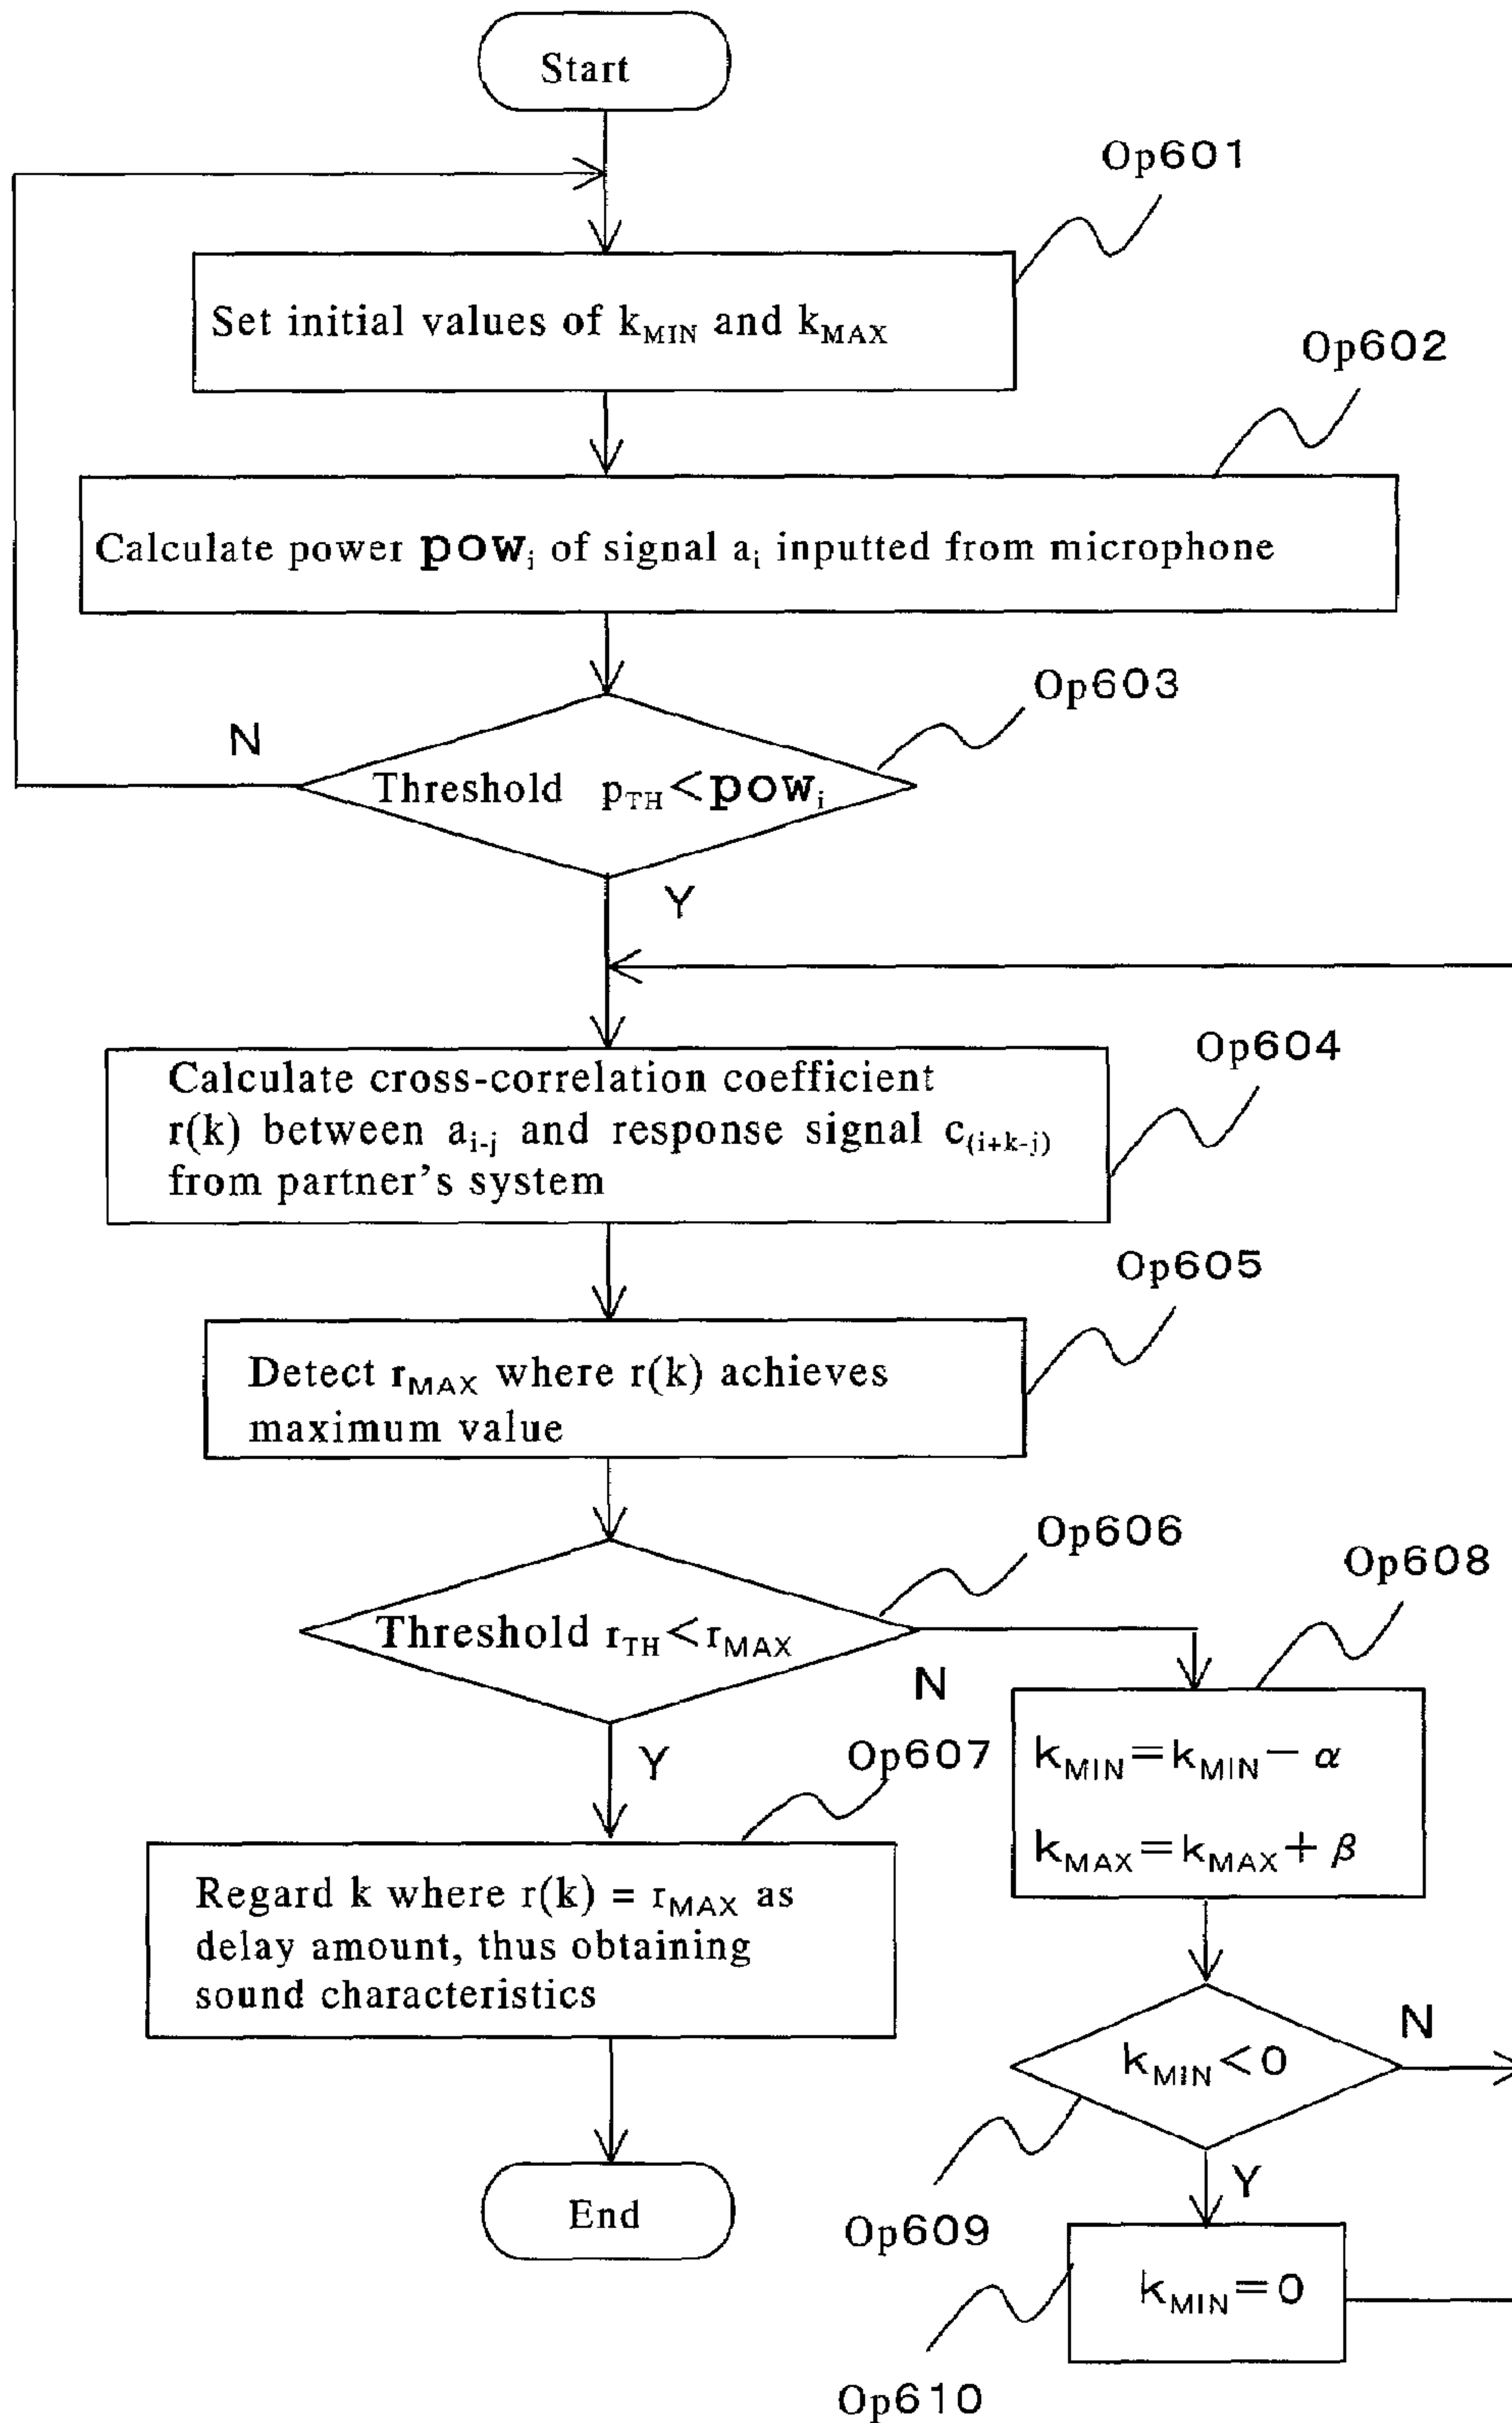 Start
Op601
Set initial values of kMIN and kMAX
Op602
Calculate power powi of signal ai inputted from microphone
Op603
N
Threshold pTH<powi
Y
Op604
Calculate cross-correlation coefficient
r(k) between ai-j and response signal c(i+k-j)
from partner's system
Op605
Detect rMAX where r(k) achieves
maximum value
Op606
Op608
Threshold rTH<rMAX
N
Y
Op607
kMIN=kMIN− α
kMAX=kMAX+ β
Regard k where r(k) = rMAX as
delay amount, thus obtaining
sound characteristics
N
kMIN<0
Y
End
Op609
kMIN=0
Op610